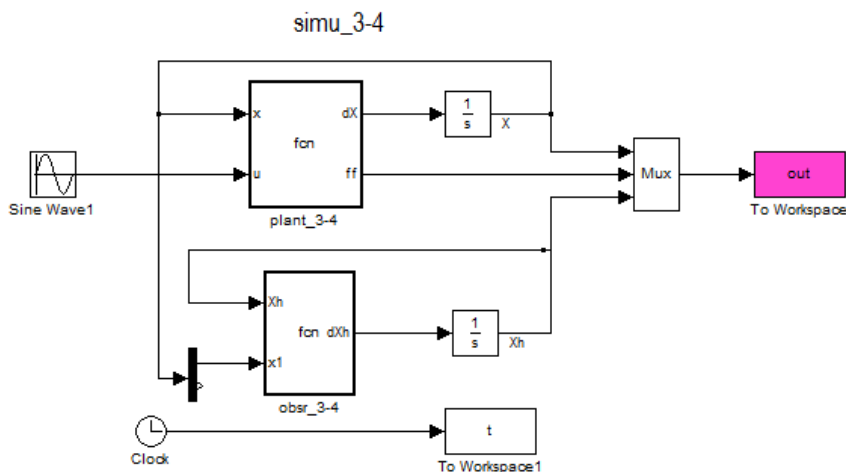 simu_3-4
x
dX
fcn
u
ff
plant_3-4
1
s
X
Sine Wave1
Mux
out
To Workspace
Xh
fcn
dXh
x1
obsr_3-4
1
s
Xh
Clock
t
To Workspace1